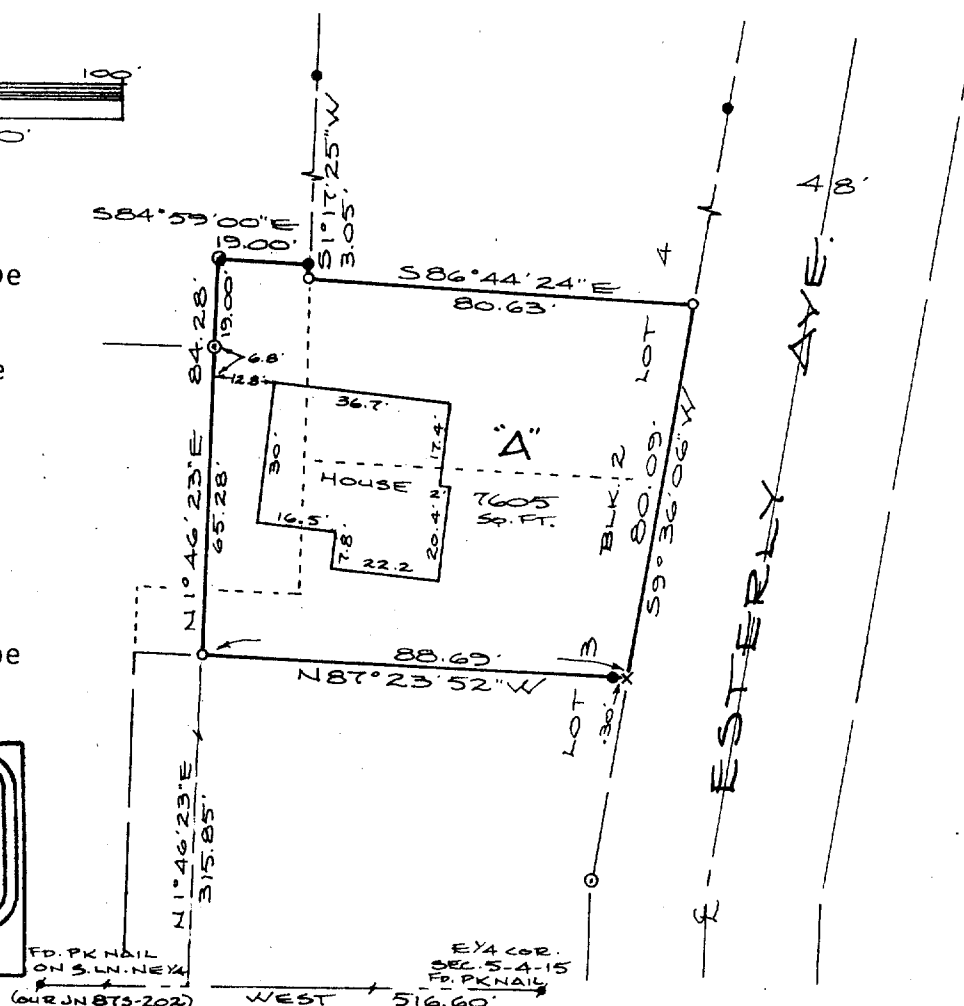 100'
0'
S1°17'25"W
3.05'
48'
S84°59'00"E
19.00'
pe
S86°44'24"E
80.63'
LOT 4
84.28'
19.00'
6.8'
12.8'
e
36.7'
17.4'
"A"
30'
HOUSE
2'
7605
SQ. FT.
BLK 2
80.09'
S9°36'06"W
16.5'
7.8'
20.4'
22.2
N1°46'23"E
65.28'
ESTERLY AVE.
pe
88.69'
N87°23'52"W
LOT 3
.30'
N1°46'23"E
315.85'
℄
FD. PK NAIL
ON S. LN. NE1/4
(OUR JN 873-202)
WEST 516.60'
E1/4 COR.
SEC. 5-4-15
FD. PK NAIL